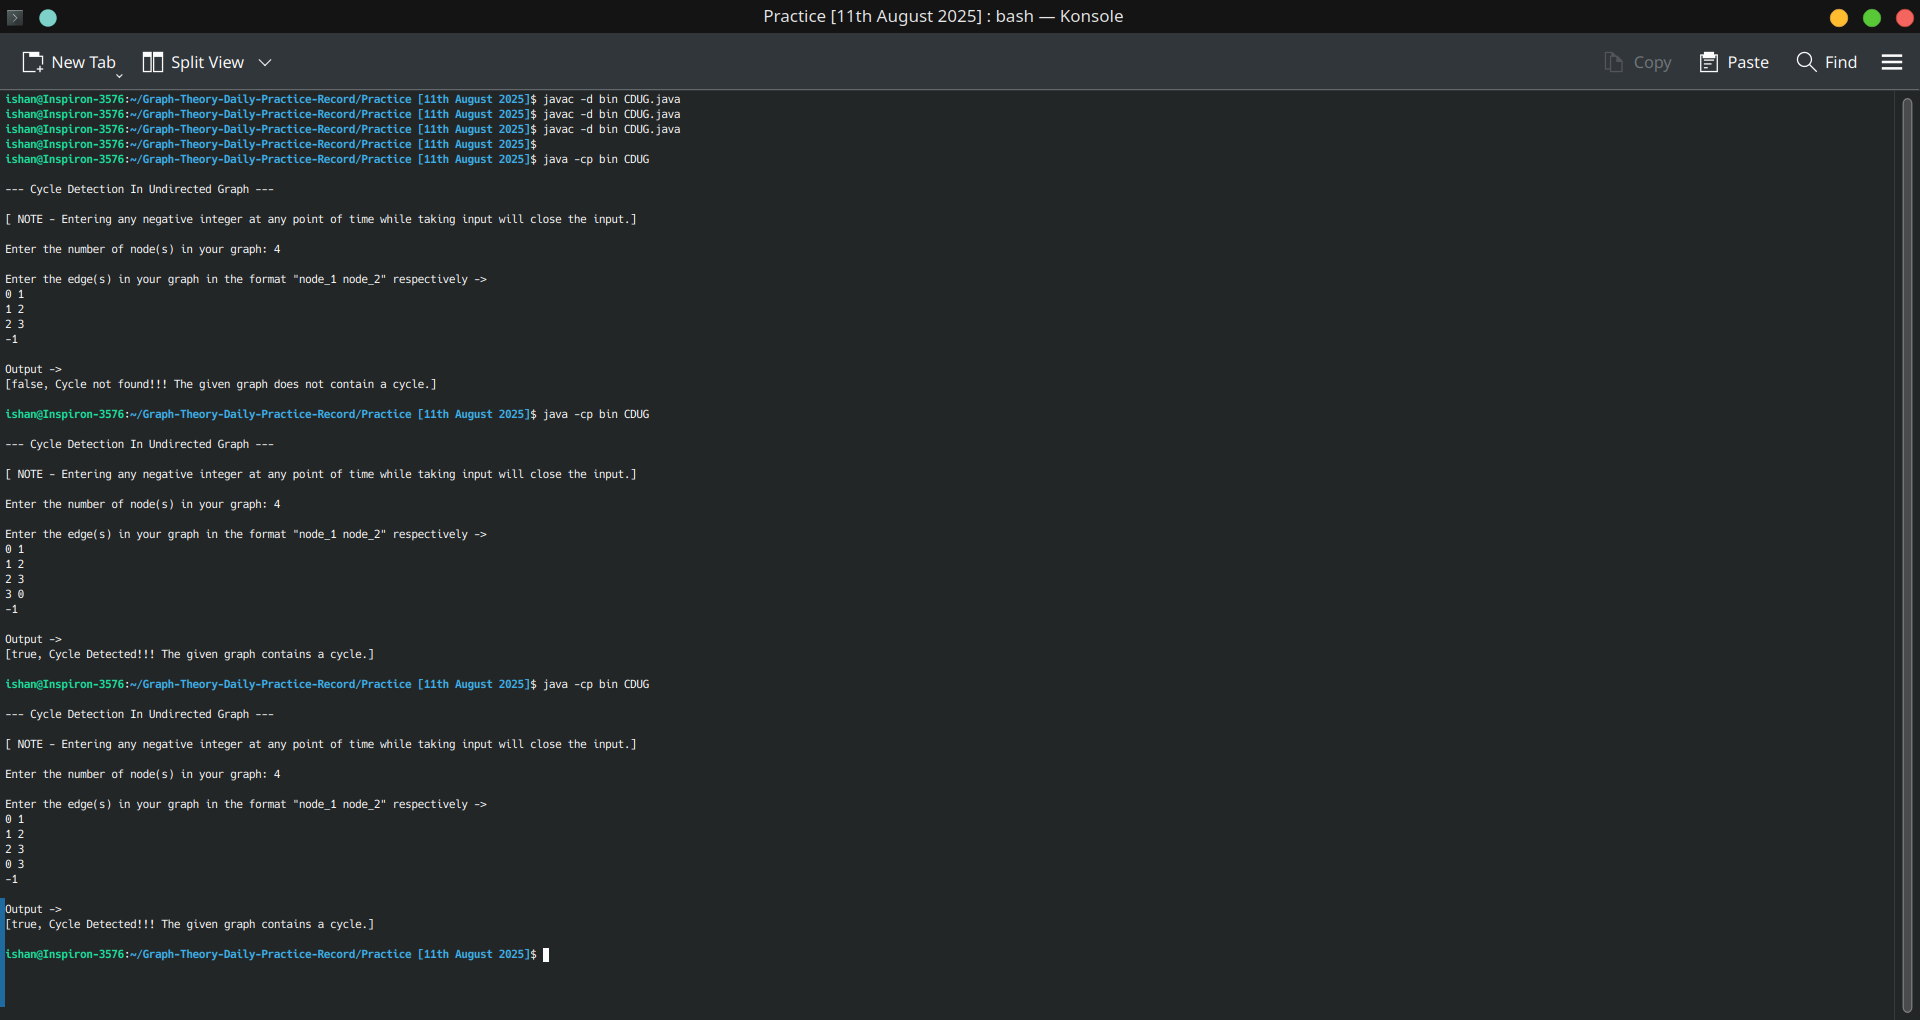 Practice [11th August 2025] : bash — Konsole
New Tab Split View Copy Paste Find
ishan@Inspiron-3576:~/Graph-Theory-Daily-Practice-Record/Practice [11th August 2025]$ javac -d bin CDUG.java
ishan@Inspiron-3576:~/Graph-Theory-Daily-Practice-Record/Practice [11th August 2025]$ javac -d bin CDUG.java
ishan@Inspiron-3576:~/Graph-Theory-Daily-Practice-Record/Practice [11th August 2025]$ javac -d bin CDUG.java
ishan@Inspiron-3576:~/Graph-Theory-Daily-Practice-Record/Practice [11th August 2025]$
ishan@Inspiron-3576:~/Graph-Theory-Daily-Practice-Record/Practice [11th August 2025]$ java -cp bin CDUG
--- Cycle Detection In Undirected Graph ---
[ NOTE - Entering any negative integer at any point of time while taking input will close the input.]
Enter the number of node(s) in your graph: 4
Enter the edge(s) in your graph in the format "node_1 node_2" respectively ->
0 1
1 2
2 3
-1
Output ->
[false, Cycle not found!!! The given graph does not contain a cycle.]
ishan@Inspiron-3576:~/Graph-Theory-Daily-Practice-Record/Practice [11th August 2025]$ java -cp bin CDUG
--- Cycle Detection In Undirected Graph ---
[ NOTE - Entering any negative integer at any point of time while taking input will close the input.]
Enter the number of node(s) in your graph: 4
Enter the edge(s) in your graph in the format "node_1 node_2" respectively ->
0 1
1 2
2 3
3 0
-1
Output ->
[true, Cycle Detected!!! The given graph contains a cycle.]
ishan@Inspiron-3576:~/Graph-Theory-Daily-Practice-Record/Practice [11th August 2025]$ java -cp bin CDUG
--- Cycle Detection In Undirected Graph ---
[ NOTE - Entering any negative integer at any point of time while taking input will close the input.]
Enter the number of node(s) in your graph: 4
Enter the edge(s) in your graph in the format "node_1 node_2" respectively ->
0 1
1 2
2 3
0 3
-1
Output ->
[true, Cycle Detected!!! The given graph contains a cycle.]
ishan@Inspiron-3576:~/Graph-Theory-Daily-Practice-Record/Practice [11th August 2025]$